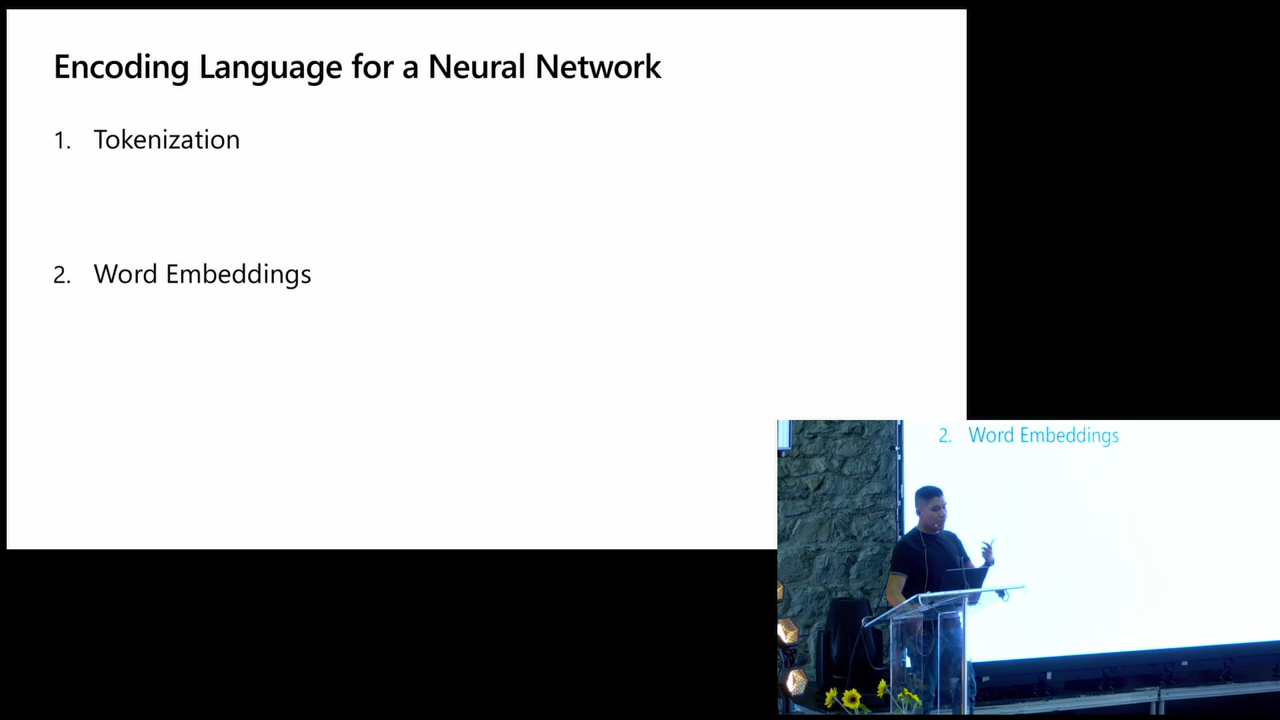 Encoding Language for a Neural Network
1. Tokenization
2. Word Embeddings
2. Word Embeddings